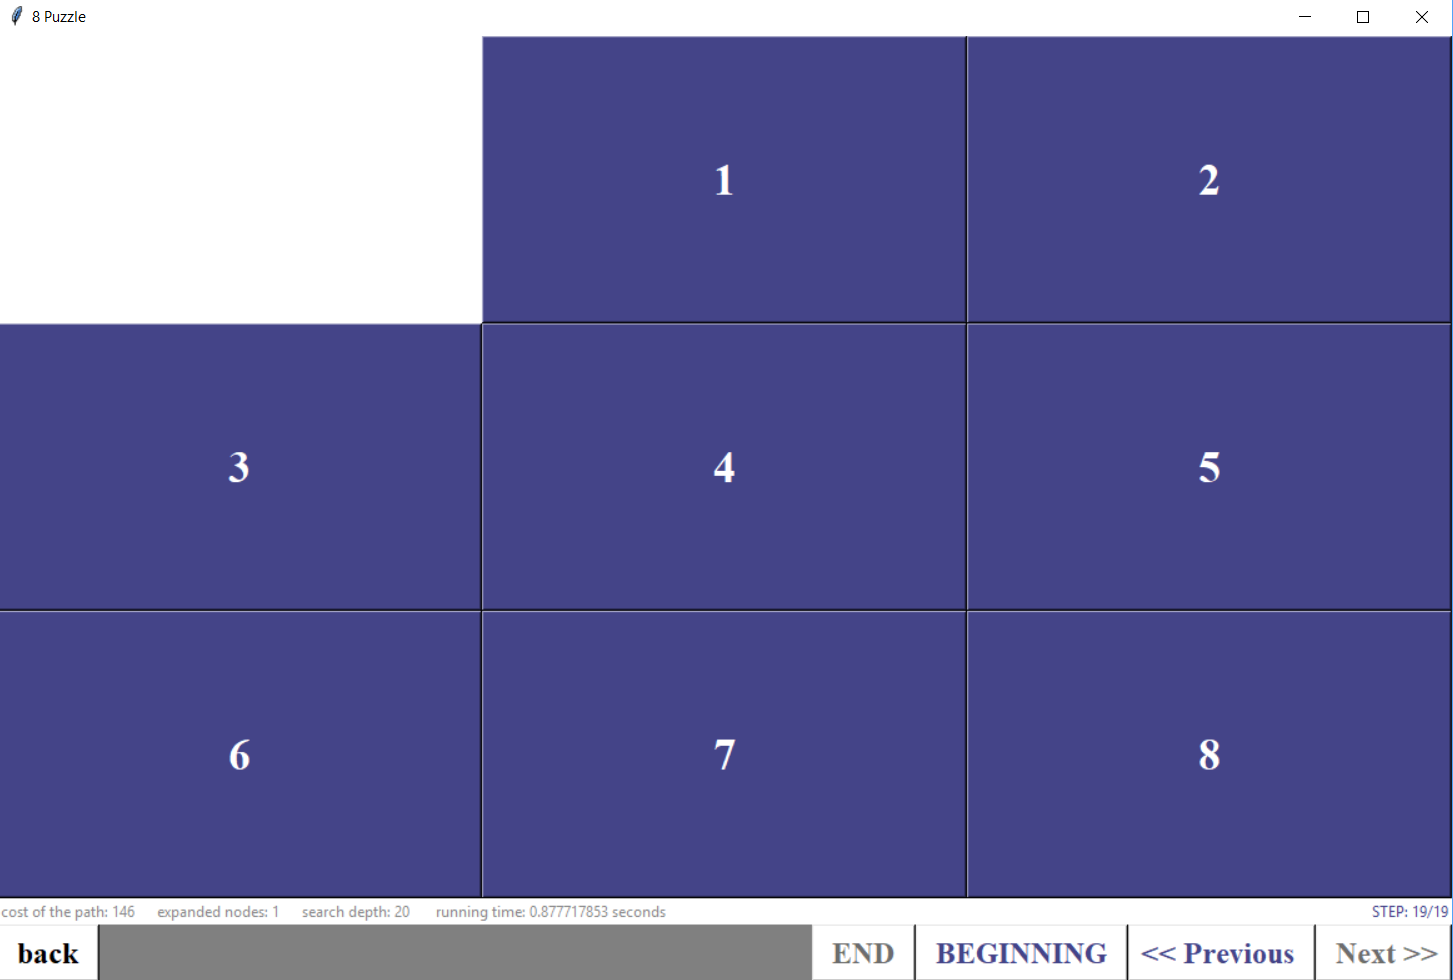 8 Puzzle
1 2
3 4 5
6 7 8
cost of the path: 146 expanded nodes: 1 search depth: 20 running time: 0.877717853 seconds STEP: 19/19
back END BEGINNING << Previous Next >>